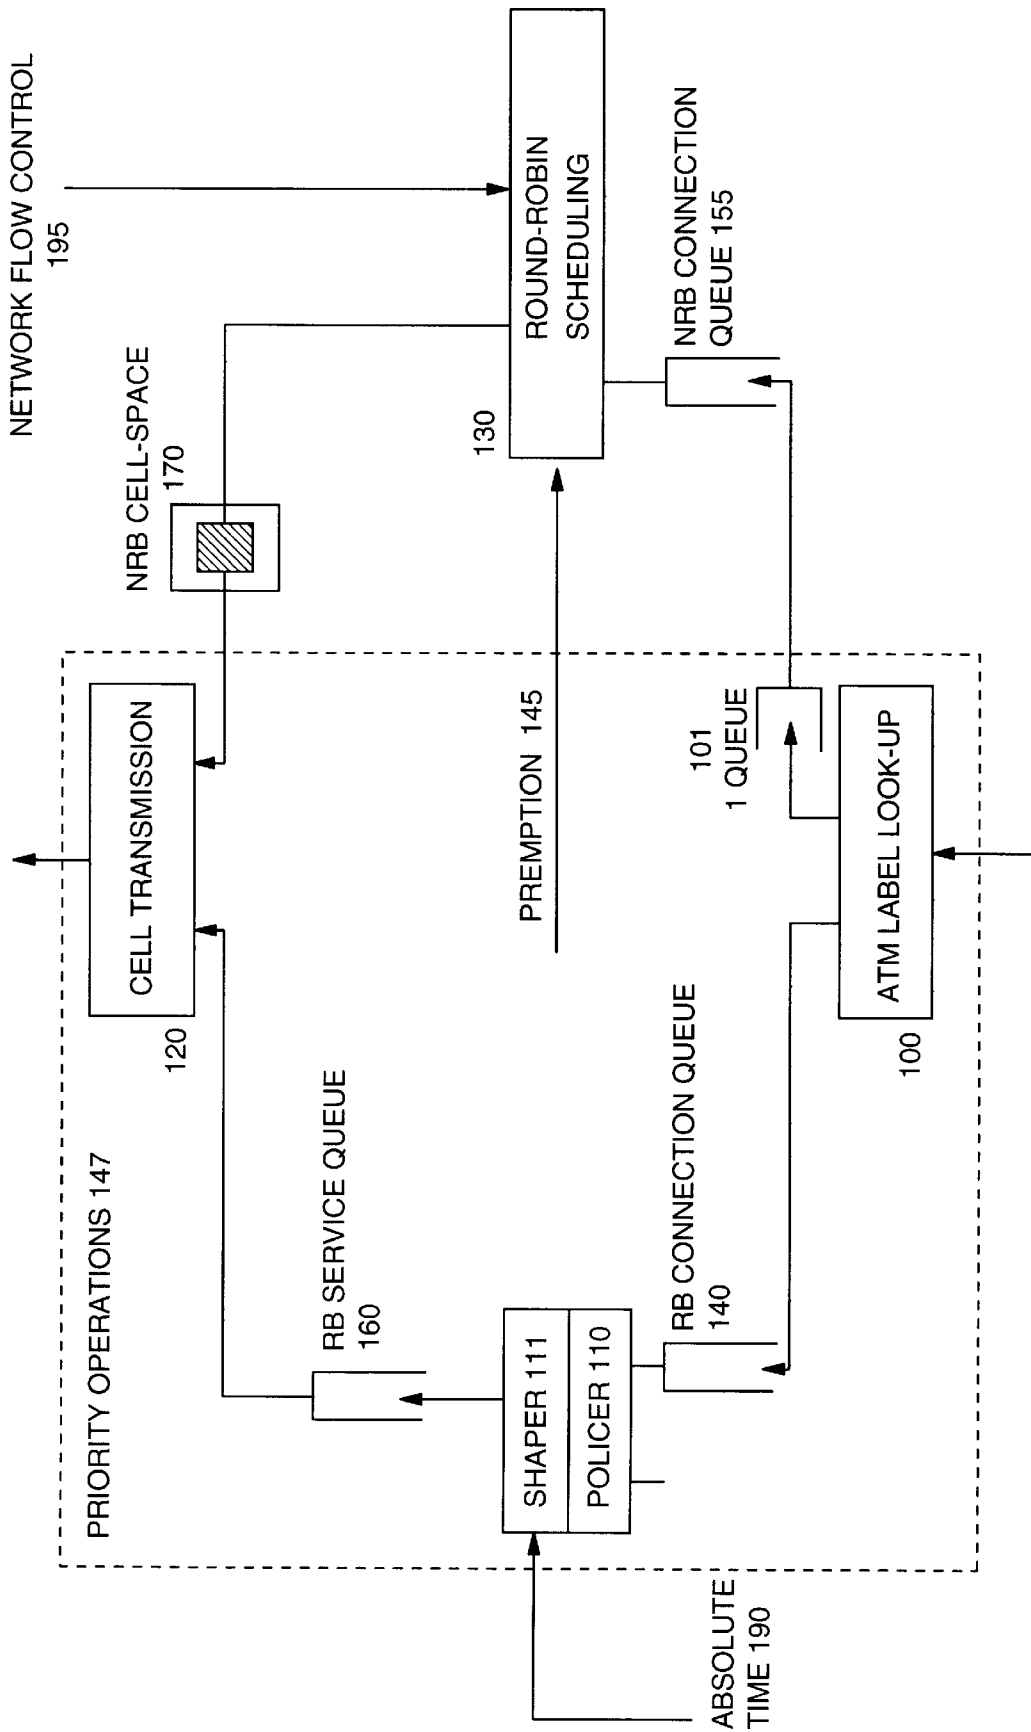 NETWORK FLOW CONTROL
195
NRB CELL-SPACE
170
ROUND-ROBIN
SCHEDULING
130
NRB CONNECTION
QUEUE 155
PRIORITY OPERATIONS 147
CELL TRANSMISSION
120
PREMPTION 145
101
1 QUEUE
ATM LABEL LOOK-UP
100
RB SERVICE QUEUE
160
SHAPER 111
POLICER 110
RB CONNECTION QUEUE
140
ABSOLUTE
TIME 190